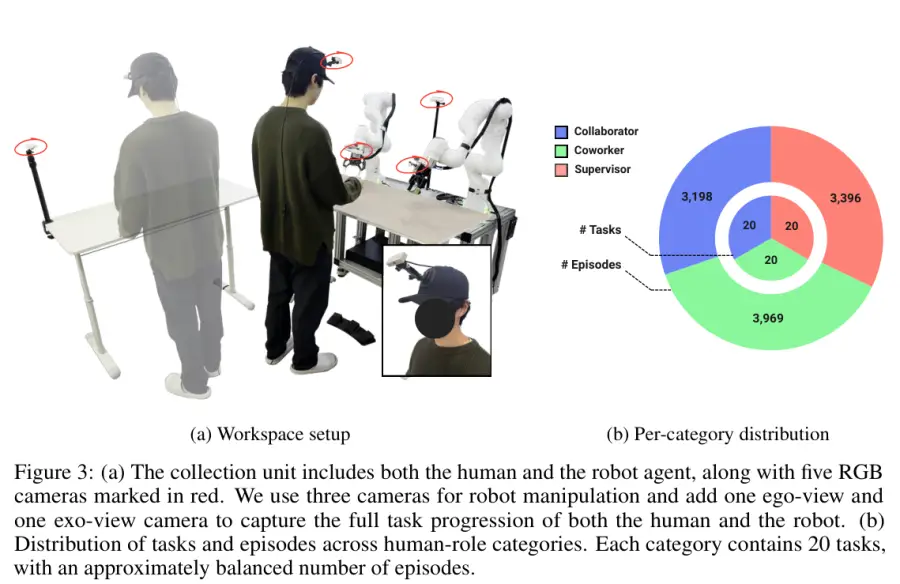 Collaborator
Coworker
Supervisor
3,198
3,396
20
20
# Tasks
20
# Episodes
3,969
(a) Workspace setup
(b) Per-category distribution
Figure 3: (a) The collection unit includes both the human and the robot agent, along with five RGB
cameras marked in red. We use three cameras for robot manipulation and add one ego-view and
one exo-view camera to capture the full task progression of both the human and the robot. (b)
Distribution of tasks and episodes across human-role categories. Each category contains 20 tasks,
with an approximately balanced number of episodes.